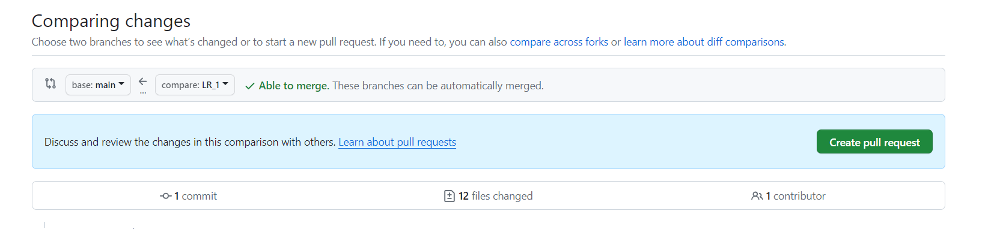 Comparing changes
Choose two branches to see what's changed or to start a new pull request. If you need to, you can also compare across forks or learn more about diff comparisons.
base: main ← compare: LR_1 ✓ Able to merge. These branches can be automatically merged.
...
Discuss and review the changes in this comparison with others. Learn about pull requests Create pull request
1 commit 12 files changed 1 contributor